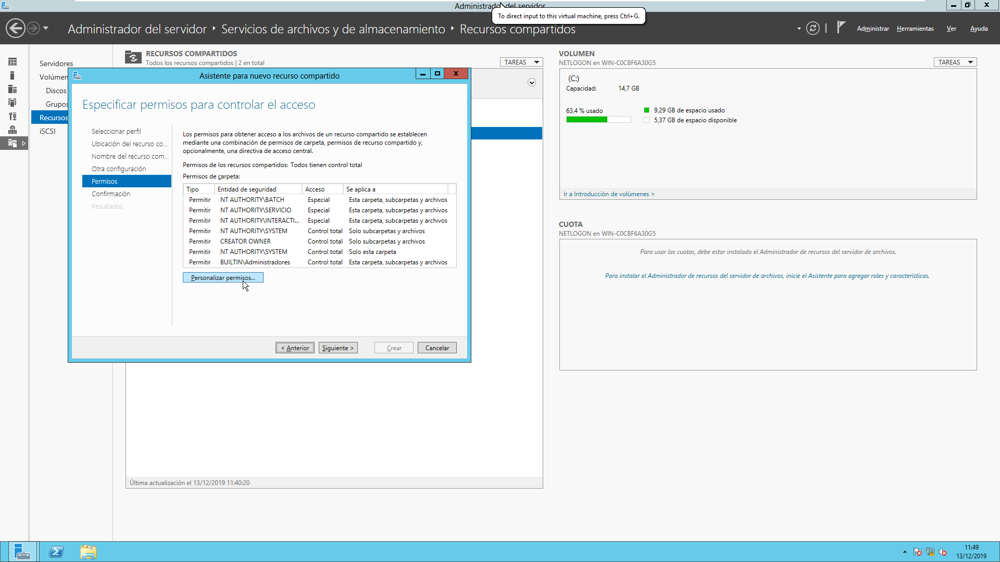 Administrador del servidor
To direct input to this virtual machine, press Ctrl+G.
Administrador del servidor ‣ Servicios de archivos y de almacenamiento ‣ Recursos compartidos
Administrar Herramientas Ver Ayuda
Servidores
Volúmen
Discos
Grupos
Recursos
iSCSI
RECURSOS COMPARTIDOS
Todos los recursos compartidos | 2 en total
TAREAS
Asistente para nuevo recurso compartido
Especificar permisos para controlar el acceso
Seleccionar perfil
Ubicación del recurso co...
Nombre del recurso com...
Otra configuración
Permisos
Confirmación
Resultados
Los permisos para obtener acceso a los archivos de un recurso compartido se establecen
mediante una combinación de permisos de carpeta, permisos de recurso compartido y,
opcionalmente, una directiva de acceso central.
Permisos de los recursos compartidos: Todos tienen control total
Permisos de carpeta:
Tipo Entidad de seguridad Acceso Se aplica a
Permitir NT AUTHORITY\BATCH Especial Esta carpeta, subcarpetas y archivos
Permitir NT AUTHORITY\SERVICIO Especial Esta carpeta, subcarpetas y archivos
Permitir NT AUTHORITY\INTERACTI... Especial Esta carpeta, subcarpetas y archivos
Permitir NT AUTHORITY\SYSTEM Control total Solo subcarpetas y archivos
Permitir CREATOR OWNER Control total Solo subcarpetas y archivos
Permitir NT AUTHORITY\SYSTEM Control total Solo esta carpeta
Permitir BUILTIN\Administradores Control total Esta carpeta, subcarpetas y archivos
Personalizar permisos...
< Anterior Siguiente > Crear Cancelar
Última actualización el 13/12/2019 11:40:20
VOLUMEN
NETLOGON en WIN-C0CBF6A30G5
TAREAS
(C:)
Capacidad: 14,7 GB
63,4 % usado
9,29 GB de espacio usado
5,37 GB de espacio disponible
Ir a Introducción de volúmenes >
CUOTA
NETLOGON en WIN-C0CBF6A30G5
Para usar las cuotas, debe estar instalado el Administrador de recursos del servidor de archivos.
Para instalar el Administrador de recursos del servidor de archivos, inicie el Asistente para agregar roles y características.
11:49
13/12/2019